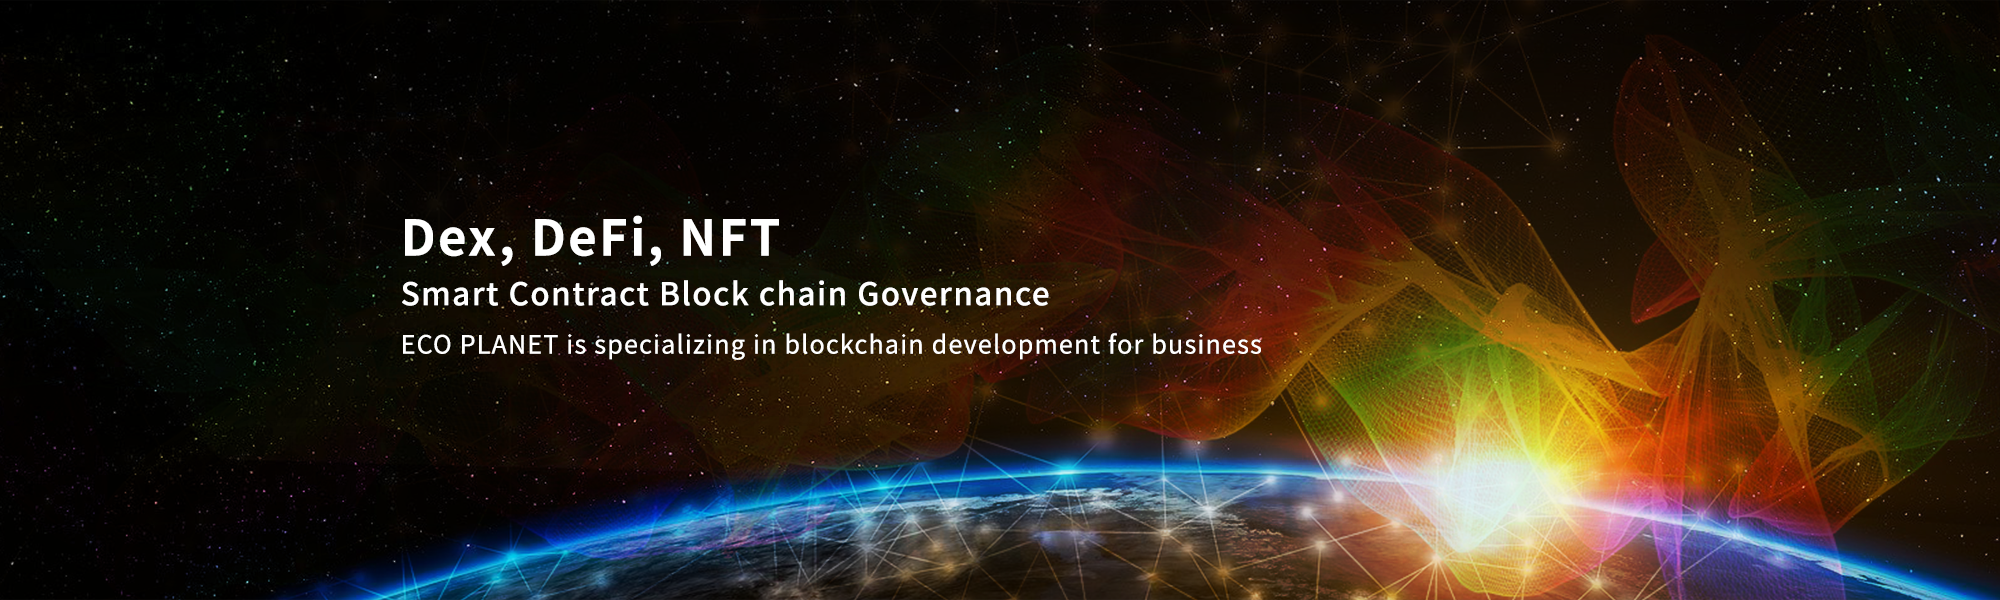 Dex, DeFi, NFT
Smart Contract Block chain Governance
ECO PLANET is specializing in blockchain development for business